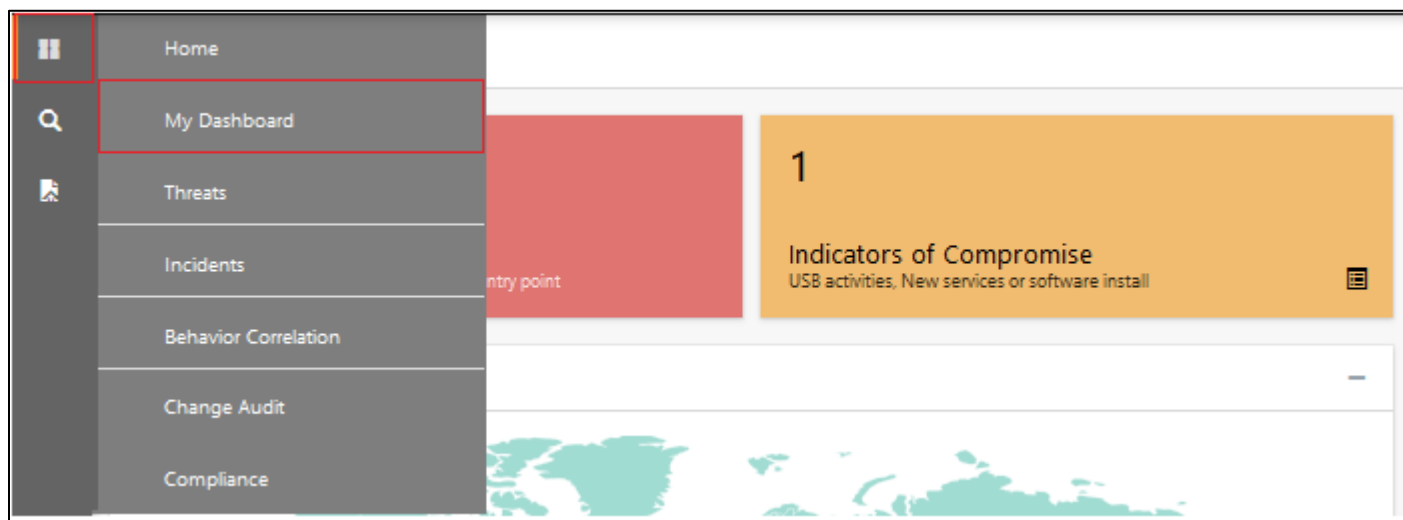 Home
My Dashboard
Threats
Incidents
Behavior Correlation
Change Audit
Compliance
point
1
Indicators of Compromise
USB activities, New services or software install